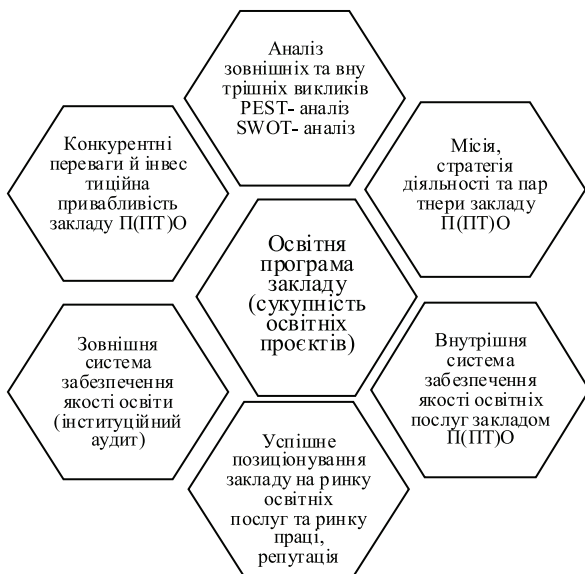 Аналіз
зовнішніх та вну
трішніх викликів
PEST- аналіз
SWOT- аналіз
Конкурентні
переваги й інвес
тиційна
привабливість
закладу П(ПТ)О
Місія,
стратегія
діяльності та пар
тнери закладу
П(ПТ)О
Освітня
програма
закладу
(сукупність
освітніх
проєктів)
Зовнішня
система
забезпечення
якості освіти
(інституційний
аудит)
Внутрішня
система
забезпечення
якості освітніх
послуг закладом
П(ПТ)О
Успішне
позиціонування
закладу на ринку
освітніх
послуг та ринку
праці,
репутація